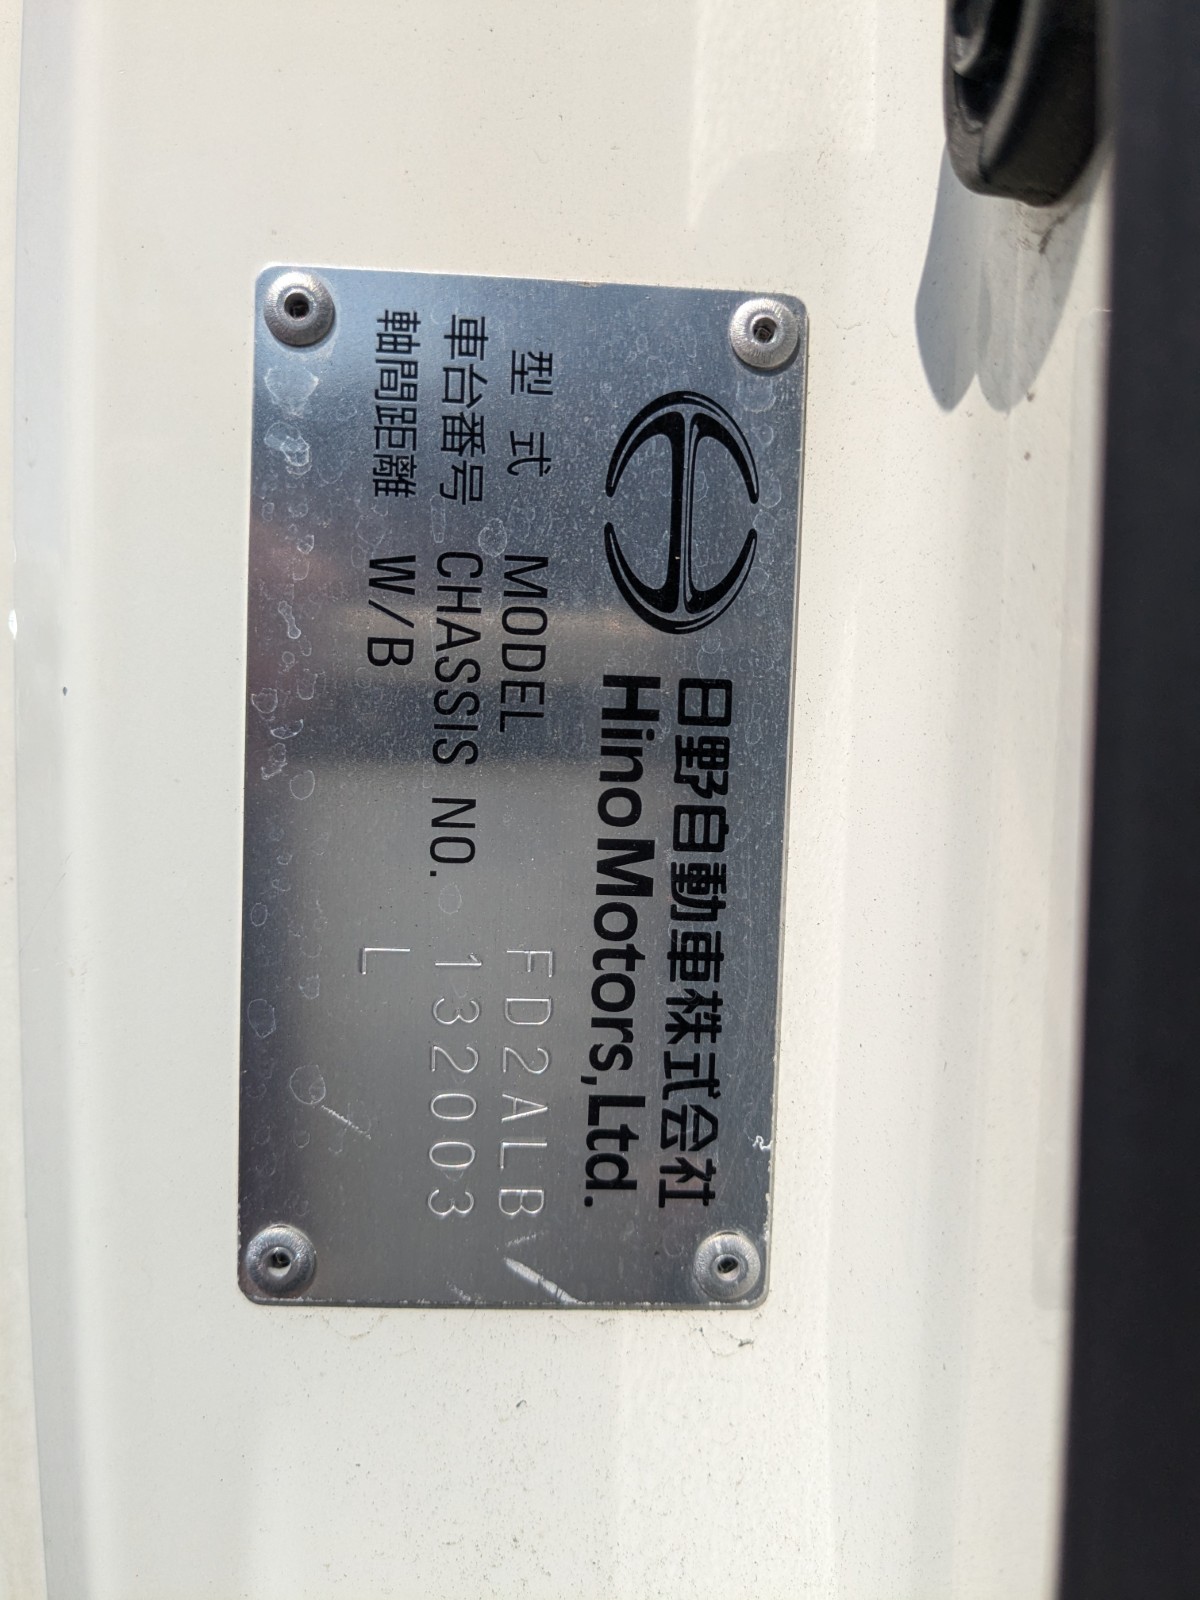 日野自動車株式会社
Hino Motors, Ltd.
型式 MODEL FD2ALB
車台番号 CHASSIS NO. 132003
軸間距離 W/B L